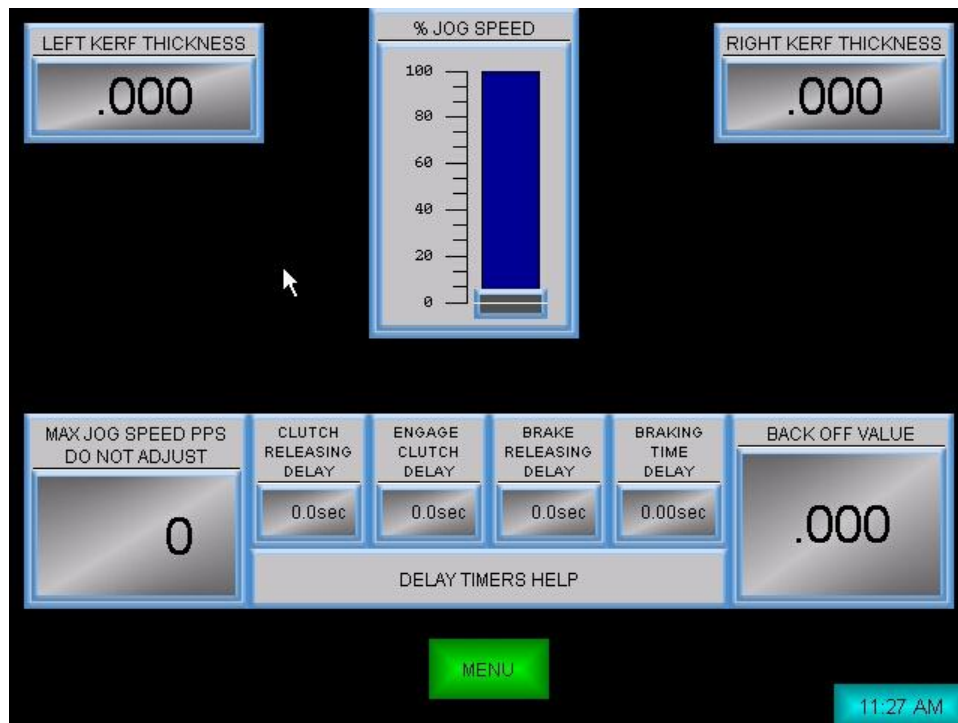 LEFT KERF THICKNESS
.000
% JOG SPEED
100
80
60
40
20
0
RIGHT KERF THICKNESS
.000
MAX JOG SPEED PPS
DO NOT ADJUST
0
CLUTCH
RELEASING
DELAY
0.0sec
ENGAGE
CLUTCH
DELAY
0.0sec
BRAKE
RELEASING
DELAY
0.0sec
BRAKING
TIME
DELAY
0.00sec
BACK OFF VALUE
.000
DELAY TIMERS HELP
MENU
11:27 AM